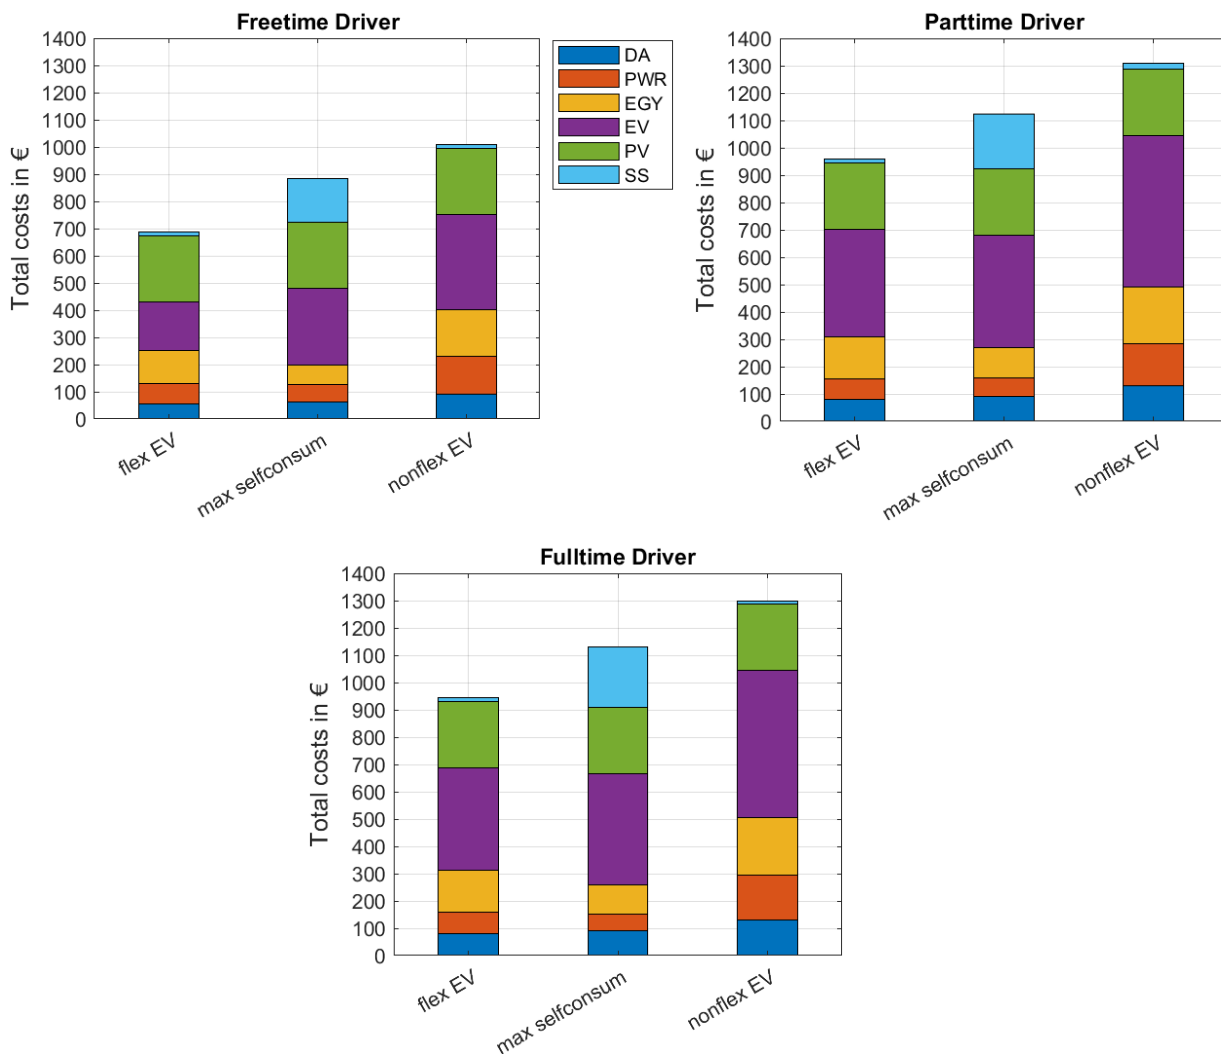 Freetime Driver
1400
1300
1200
1100
1000
900
800
700
600
500
400
300
200
100
0
Total costs in €
flex EV
max selfconsum
nonflex EV
DA
PWR
EGY
EV
PV
SS
Parttime Driver
1400
1300
1200
1100
1000
900
800
700
600
500
400
300
200
100
0
Total costs in €
flex EV
max selfconsum
nonflex EV
Fulltime Driver
1400
1300
1200
1100
1000
900
800
700
600
500
400
300
200
100
0
Total costs in €
flex EV
max selfconsum
nonflex EV